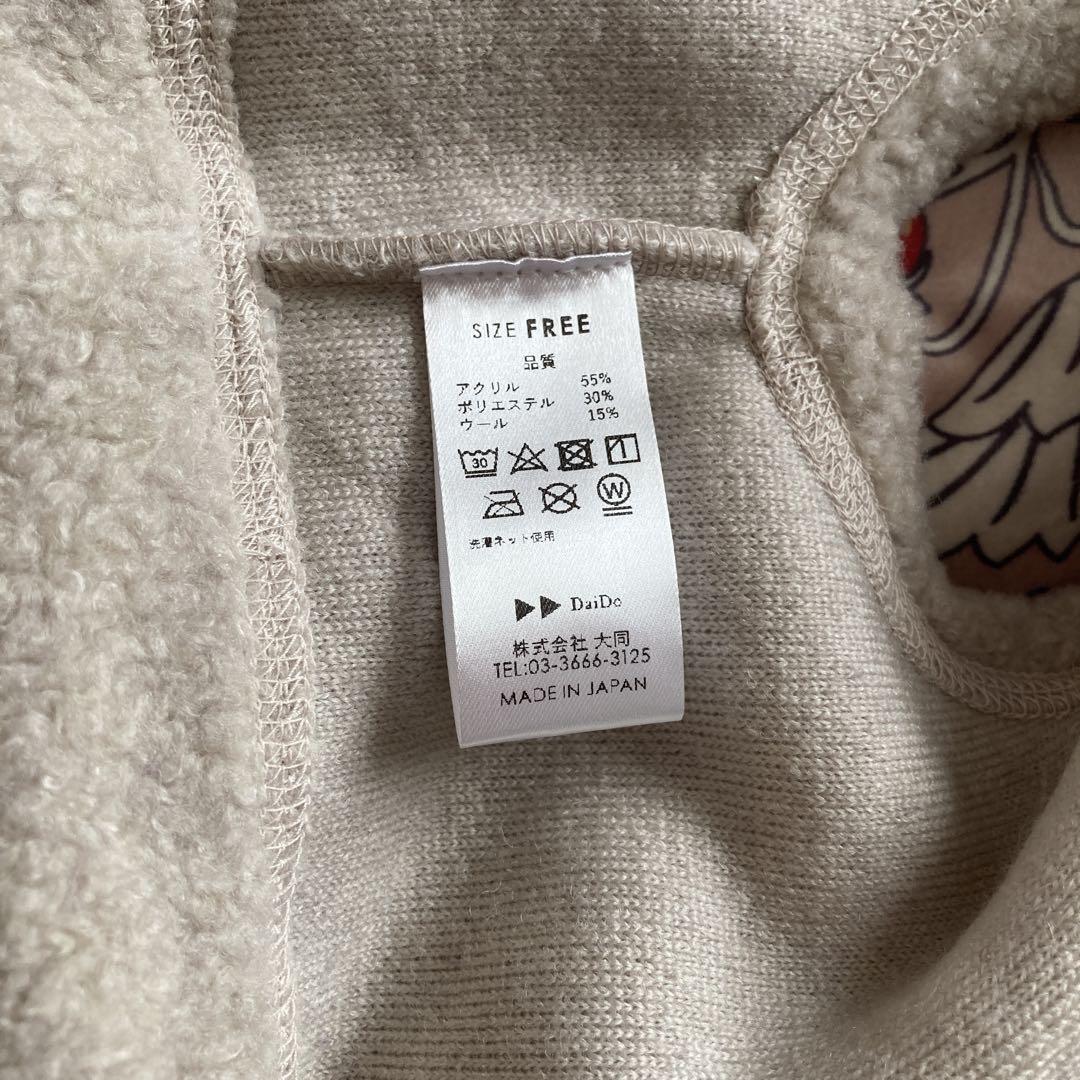 SIZE FREE
品質
アクリル 55%
ポリエステル 30%
ウール 15%
30
W
洗濯ネット使用
DaiDo
株式会社 大同
TEL:03-3666-3125
MADE IN JAPAN